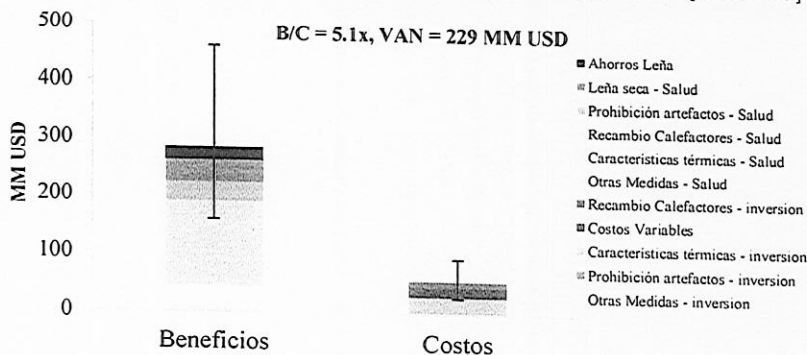 500
400
300
200
100
0
MM USD
B/C = 5.1x, VAN = 229 MM USD
Ahorros Leña
Leña seca - Salud
Prohibición artefactos - Salud
Recambio Calefactores - Salud
Caracteristicas térmicas - Salud
Otras Medidas - Salud
Recambio Calefactores - inversion
Costos Variables
Caracteristicas térmicas - inversion
Prohibición artefactos - inversion
Otras Medidas - inversion
Beneficios
Costos